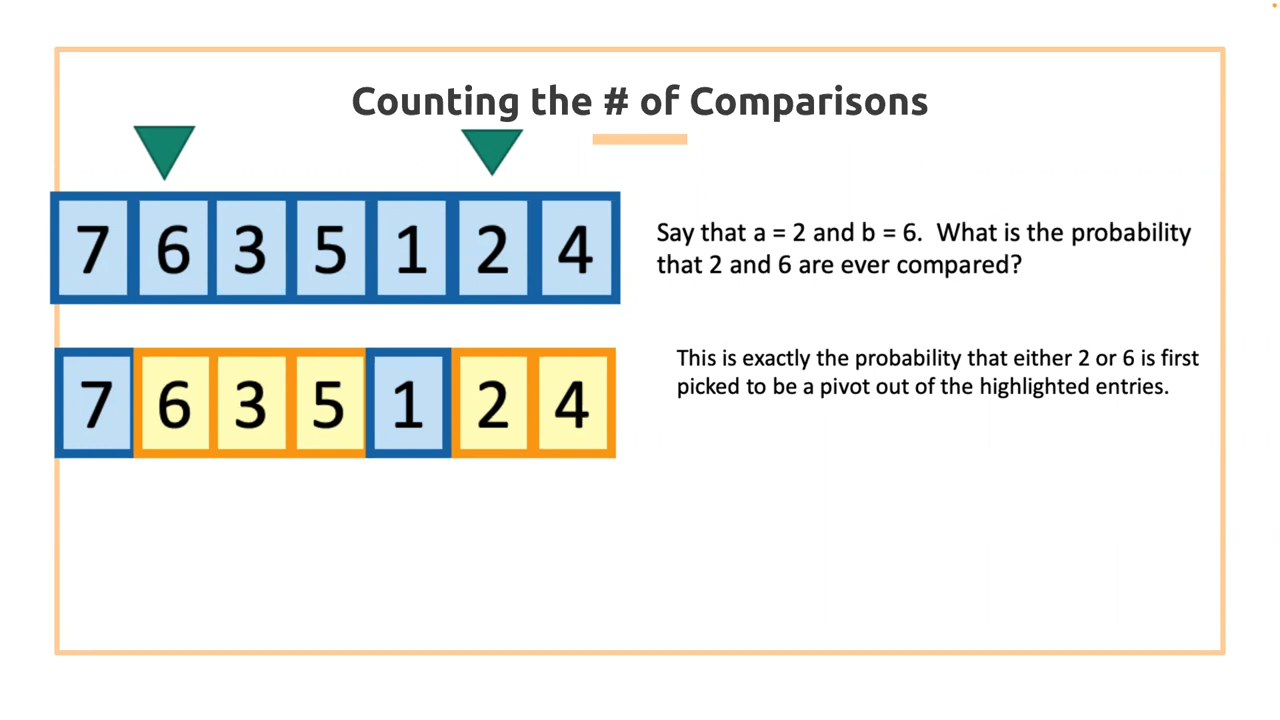 Counting the # of Comparisons
7 6 3 5 1 2 4
Say that a = 2 and b = 6. What is the probability
that 2 and 6 are ever compared?
7 6 3 5 1 2 4
This is exactly the probability that either 2 or 6 is first
picked to be a pivot out of the highlighted entries.